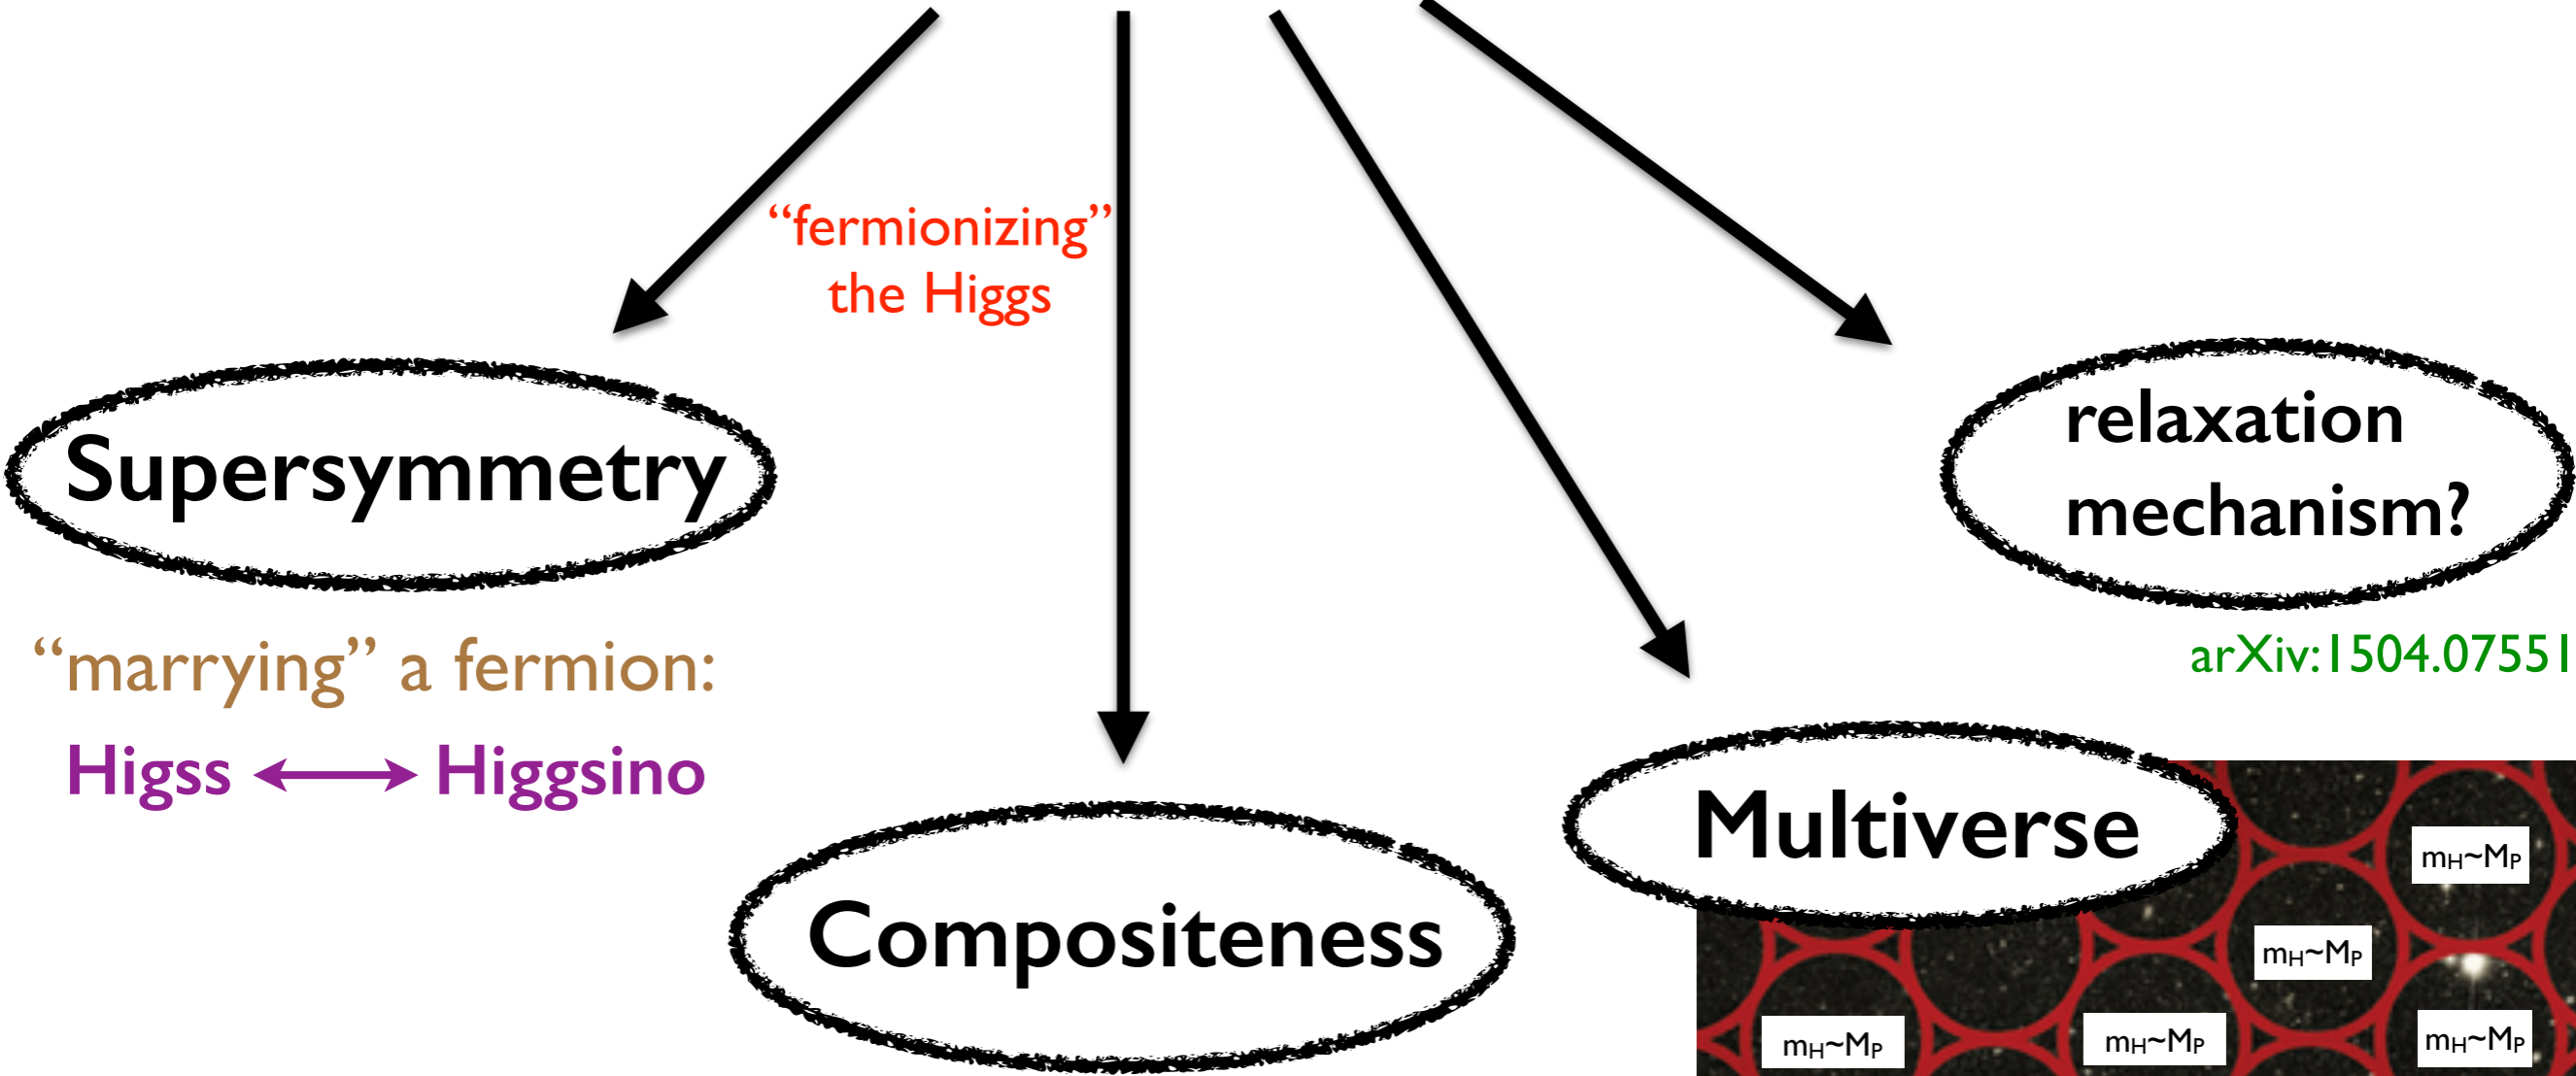 “fermionizing”
the Higgs
Supersymmetry
relaxation
mechanism?
“marrying” a fermion:
arXiv:1504.07551
Higss Higgsino
Multiverse
Compositeness
mH~MP
mH~MP
mH~MP
mH~MP
mH~MP